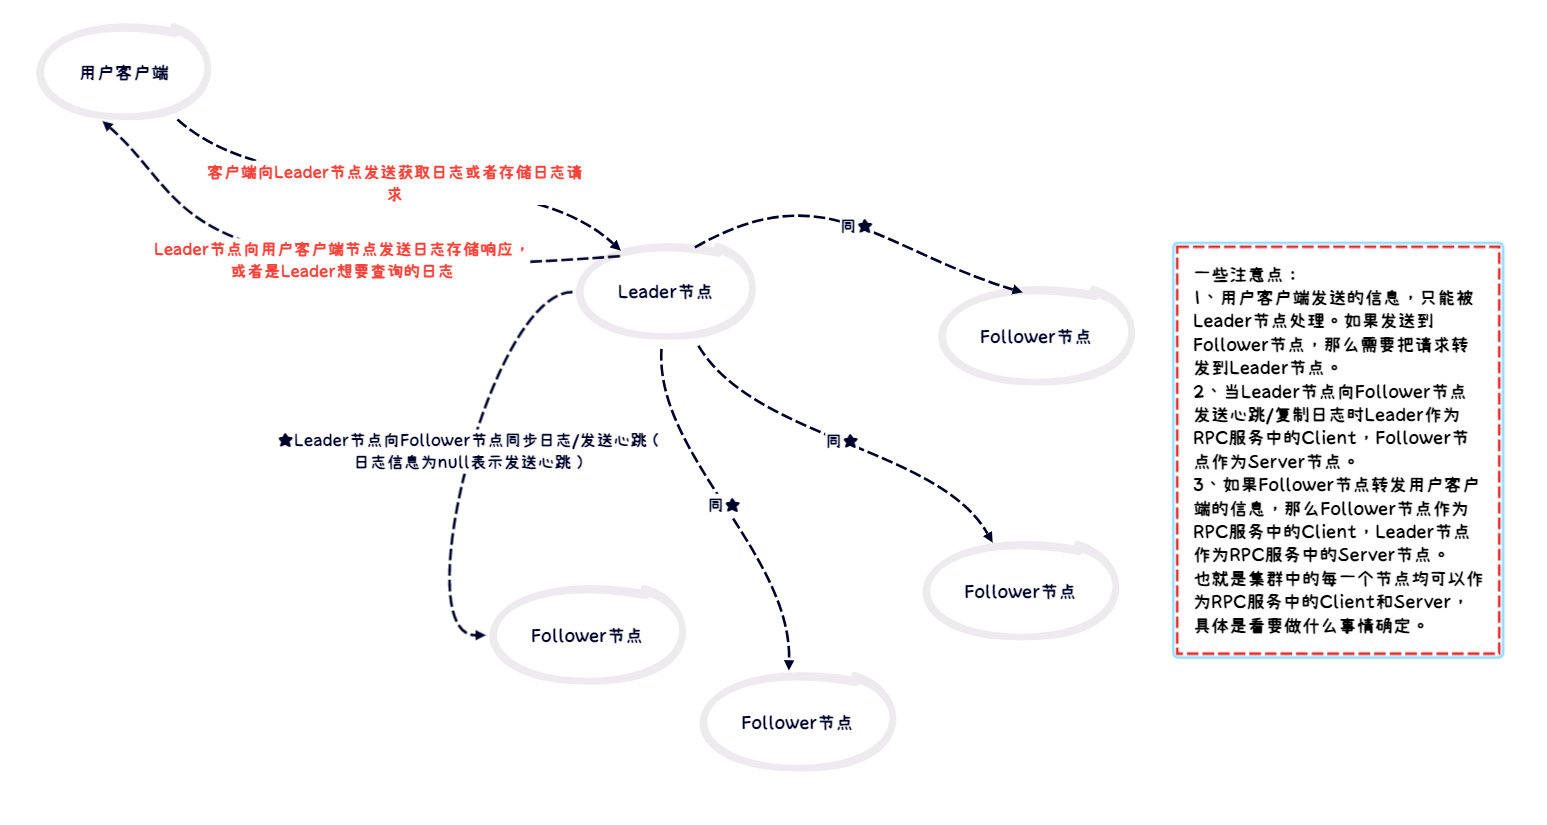 用户客户端
客户端向Leader节点发送获取日志或者存储日志请
求
Leader节点向用户客户端节点发送日志存储响应，
或者是Leader想要查询的日志
同★
Leader节点
Follower节点
★Leader节点向Follower节点同步日志/发送心跳（
日志信息为null表示发送心跳）
同★
同★
Follower节点
Follower节点
Follower节点
一些注意点：
1、用户客户端发送的信息，只能被
Leader节点处理。如果发送到
Follower节点，那么需要把请求转
发到Leader节点。
2、当Leader节点向Follower节点
发送心跳/复制日志时Leader作为
RPC服务中的Client，Follower节
点作为Server节点。
3、如果Follower节点转发用户客户
端的信息，那么Follower节点作为
RPC服务中的Client，Leader节点
作为RPC服务中的Server节点。
也就是集群中的每一个节点均可以作
为RPC服务中的Client和Server，
具体是看要做什么事情确定。